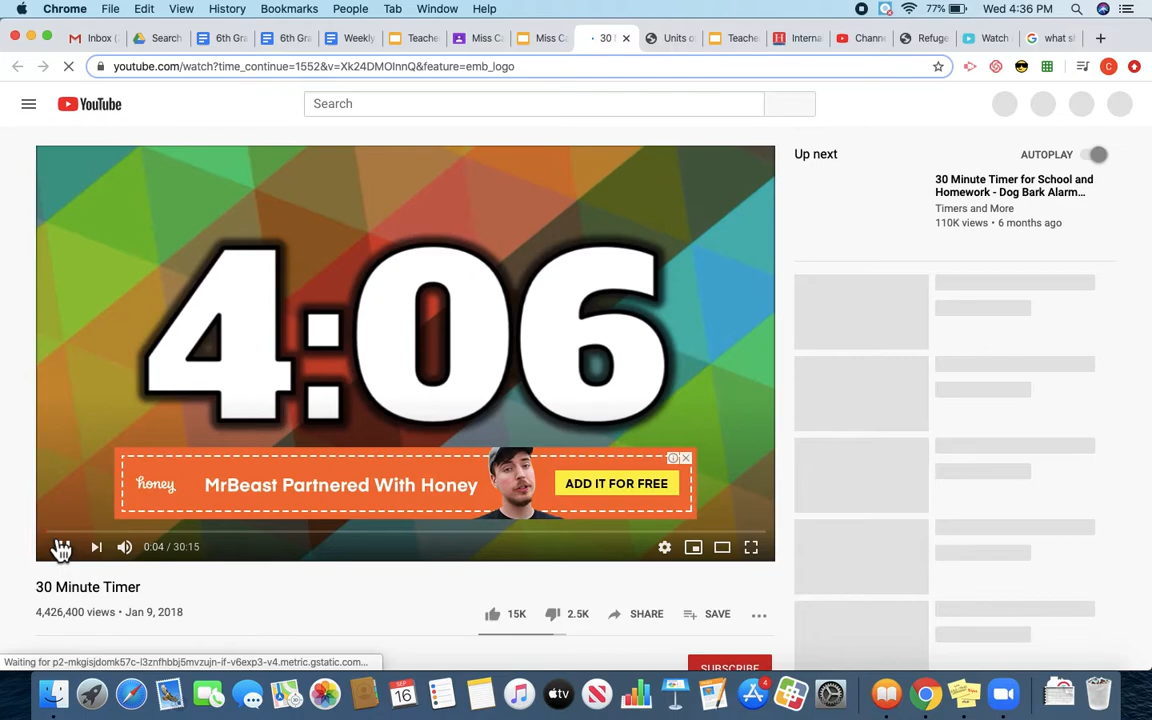 Chrome File Edit View History Bookmarks People Tab Window Help 77% Wed 4:36 PM
Inbox ( Search 6th Gra 6th Gra Weekly Teache Miss C Miss C 30 Units o Teache Interna Chann Refuge Watch what s
youtube.com/watch?time_continue=1552&v=Xk24DMOInnQ&feature=emb_logo
YouTube Search
Up next AUTOPLAY
30 Minute Timer for School and
Homework - Dog Bark Alarm...
Timers and More
110K views • 6 months ago
4:06
honey MrBeast Partnered With Honey ADD IT FOR FREE
0:04 / 30:15
30 Minute Timer
4,426,400 views • Jan 9, 2018 15K 2.5K SHARE SAVE
Waiting for p2-mkgisjdomk57c-l3znfhbbj5mvzujn-if-v6exp3-v4.metric.gstatic.com...
SUBSCRIBE
SEP
16
tv
4